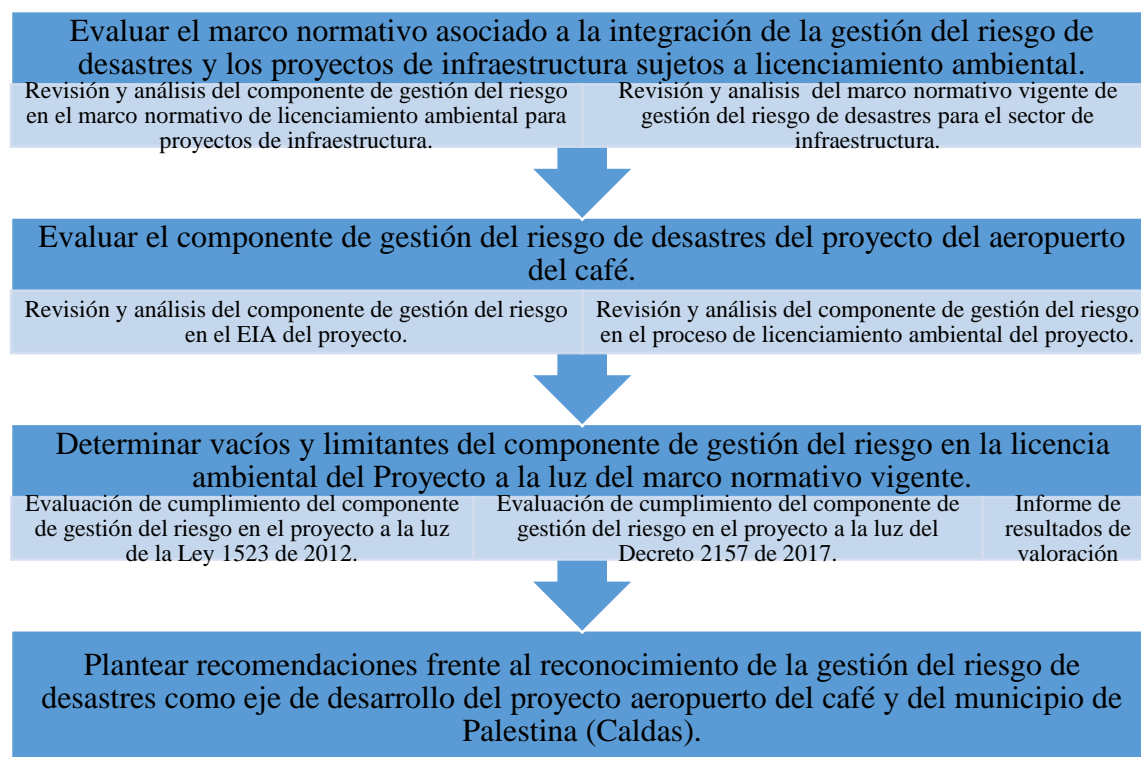 Evaluar el marco normativo asociado a la integración de la gestión del riesgo de
desastres y los proyectos de infraestructura sujetos a licenciamiento ambiental.
Revisión y análisis del componente de gestión del riesgo
en el marco normativo de licenciamiento ambiental para
proyectos de infraestructura.
Revisión y analisis del marco normativo vigente de
gestión del riesgo de desastres para el sector de
infraestructura.
Evaluar el componente de gestión del riesgo de desastres del proyecto del aeropuerto
del café.
Revisión y análisis del componente de gestión del riesgo
en el EIA del proyecto.
Revisión y análisis del componente de gestión del riesgo
en el proceso de licenciamiento ambiental del proyecto.
Determinar vacíos y limitantes del componente de gestión del riesgo en la licencia
ambiental del Proyecto a la luz del marco normativo vigente.
Evaluación de cumplimiento del componente
de gestión del riesgo en el proyecto a la luz
de la Ley 1523 de 2012.
Evaluación de cumplimiento del componente de
gestión del riesgo en el proyecto a la luz del
Decreto 2157 de 2017.
Informe de
resultados de
valoración
Plantear recomendaciones frente al reconocimiento de la gestión del riesgo de
desastres como eje de desarrollo del proyecto aeropuerto del café y del municipio de
Palestina (Caldas).